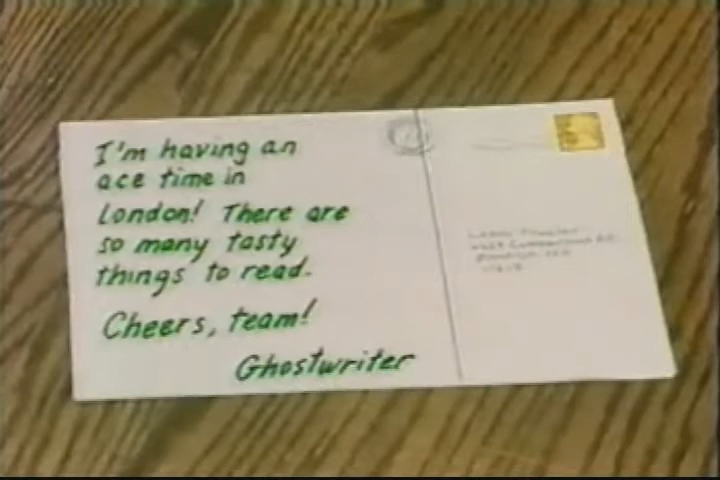 I'm having an
ace time in
London! There are
so many tasty
things to read.
Cheers, team!
Ghostwriter